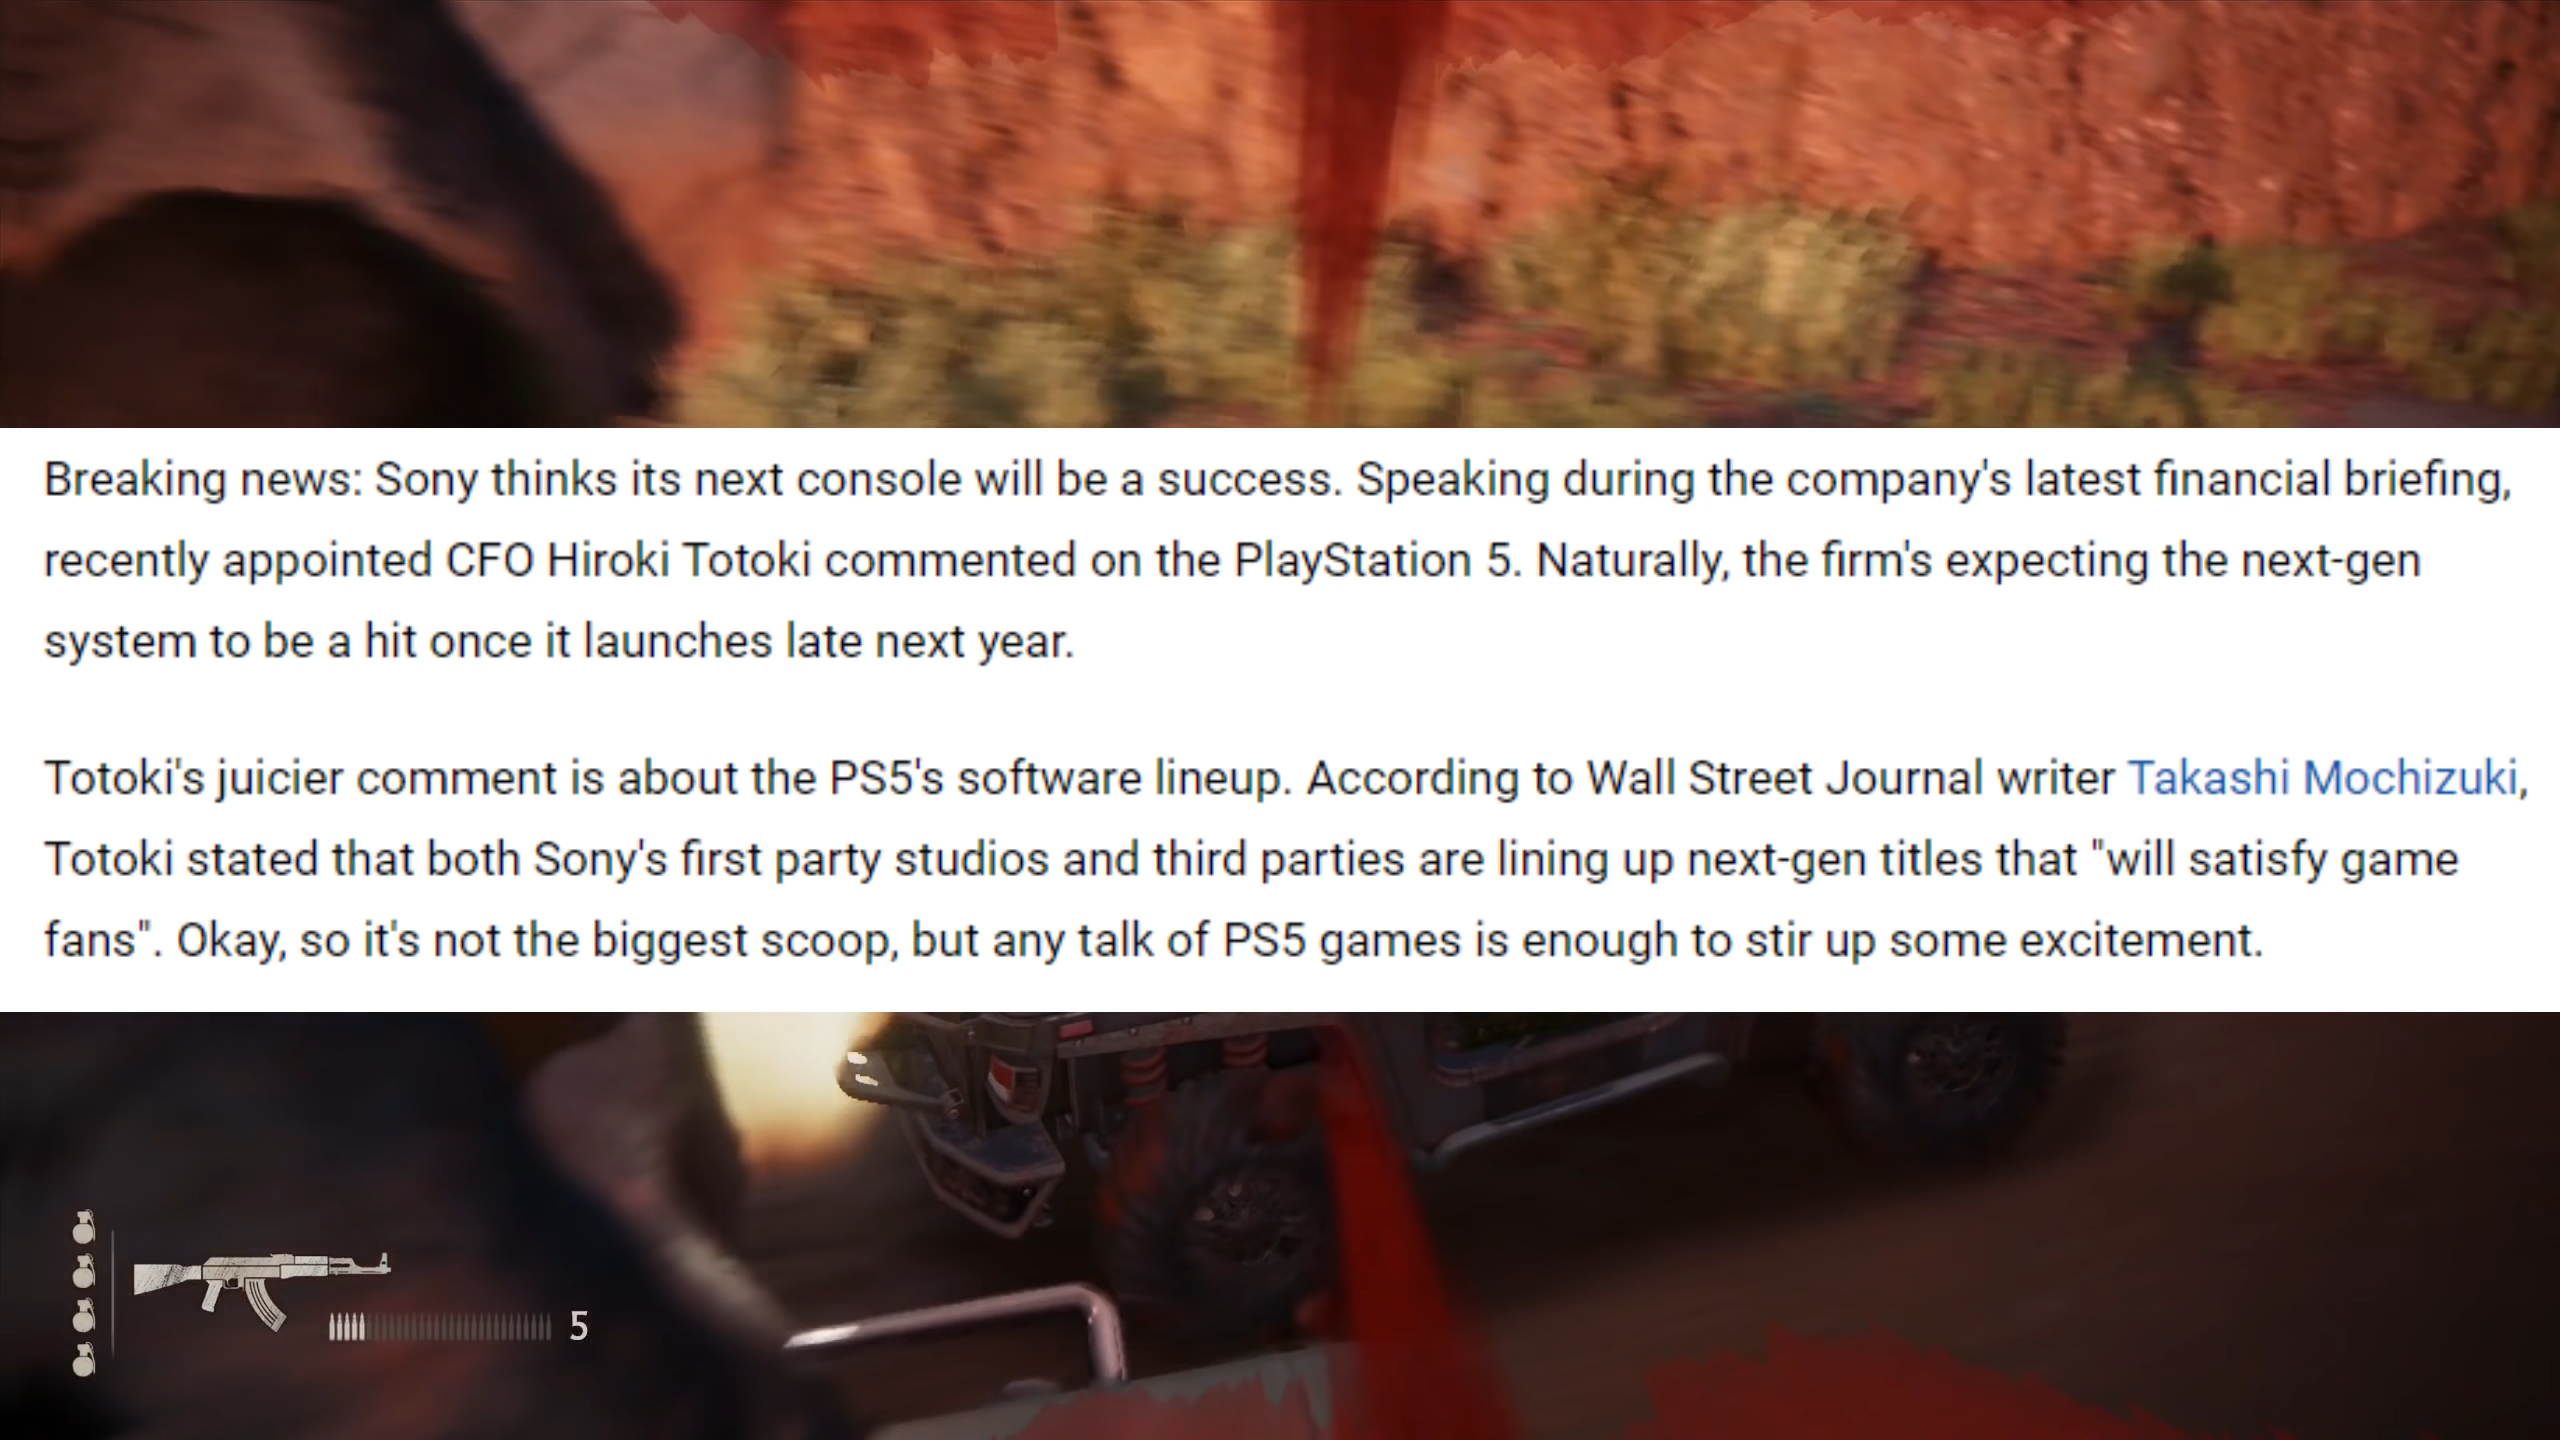 Breaking news: Sony thinks its next console will be a success. Speaking during the company's latest financial briefing,
recently appointed CFO Hiroki Totoki commented on the PlayStation 5. Naturally, the firm's expecting the next-gen
system to be a hit once it launches late next year.
Totoki's juicier comment is about the PS5's software lineup. According to Wall Street Journal writer Takashi Mochizuki,
Totoki stated that both Sony's first party studios and third parties are lining up next-gen titles that "will satisfy game
fans". Okay, so it's not the biggest scoop, but any talk of PS5 games is enough to stir up some excitement.
5